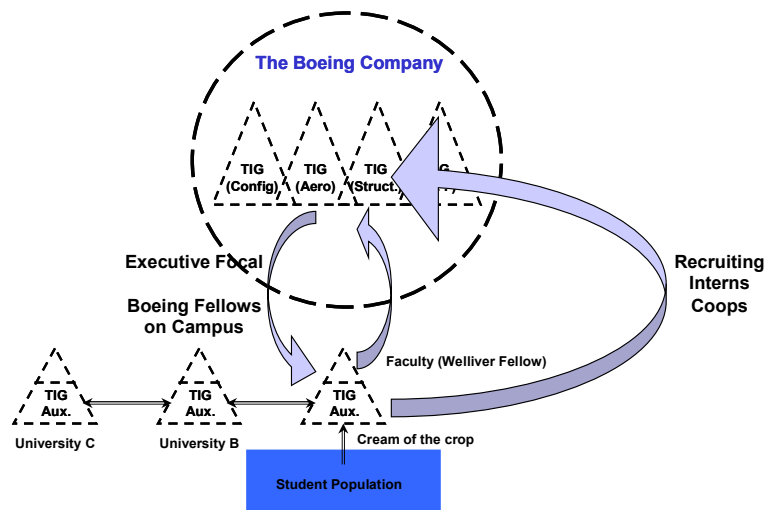 The Boeing Company
TIG
(Config)
TIG
(Aero)
TIG
(Struct.)
Executive Focal
Boeing Fellows
on Campus
Recruiting
Interns
Coops
Faculty (Welliver Fellow)
TIG
Aux.
TIG
Aux.
TIG
Aux.
University C
University B
Cream of the crop
Student Population